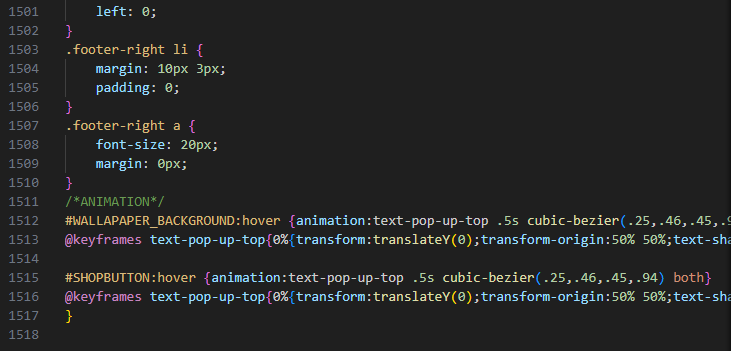 1501 left: 0;
1502 }
1503 .footer-right li {
1504 margin: 10px 3px;
1505 padding: 0;
1506 }
1507 .footer-right a {
1508 font-size: 20px;
1509 margin: 0px;
1510 }
1511 /*ANIMATION*/
1512 #WALLAPAPER_BACKGROUND:hover {animation:text-pop-up-top .5s cubic-bezier(.25,.46,.45,.9
1513 @keyframes text-pop-up-top{0%{transform:translateY(0);transform-origin:50% 50%;text-sha
1514
1515 #SHOPBUTTON:hover {animation:text-pop-up-top .5s cubic-bezier(.25,.46,.45,.94) both}
1516 @keyframes text-pop-up-top{0%{transform:translateY(0);transform-origin:50% 50%;text-sha
1517 }
1518